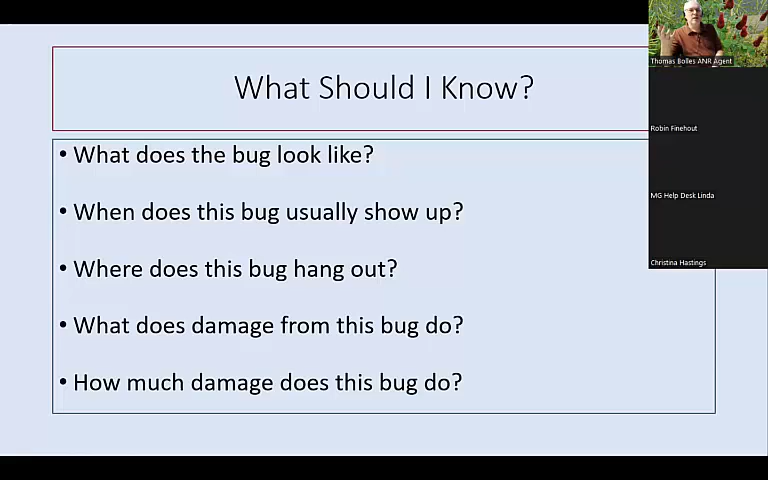 What Should I Know?
• What does the bug look like?
• When does this bug usually show up?
• Where does this bug hang out?
• What does damage from this bug do?
• How much damage does this bug do?
Thomas Bolles ANR Agent
Robin Finehout
MG Help Desk Linda
Christina Hastings